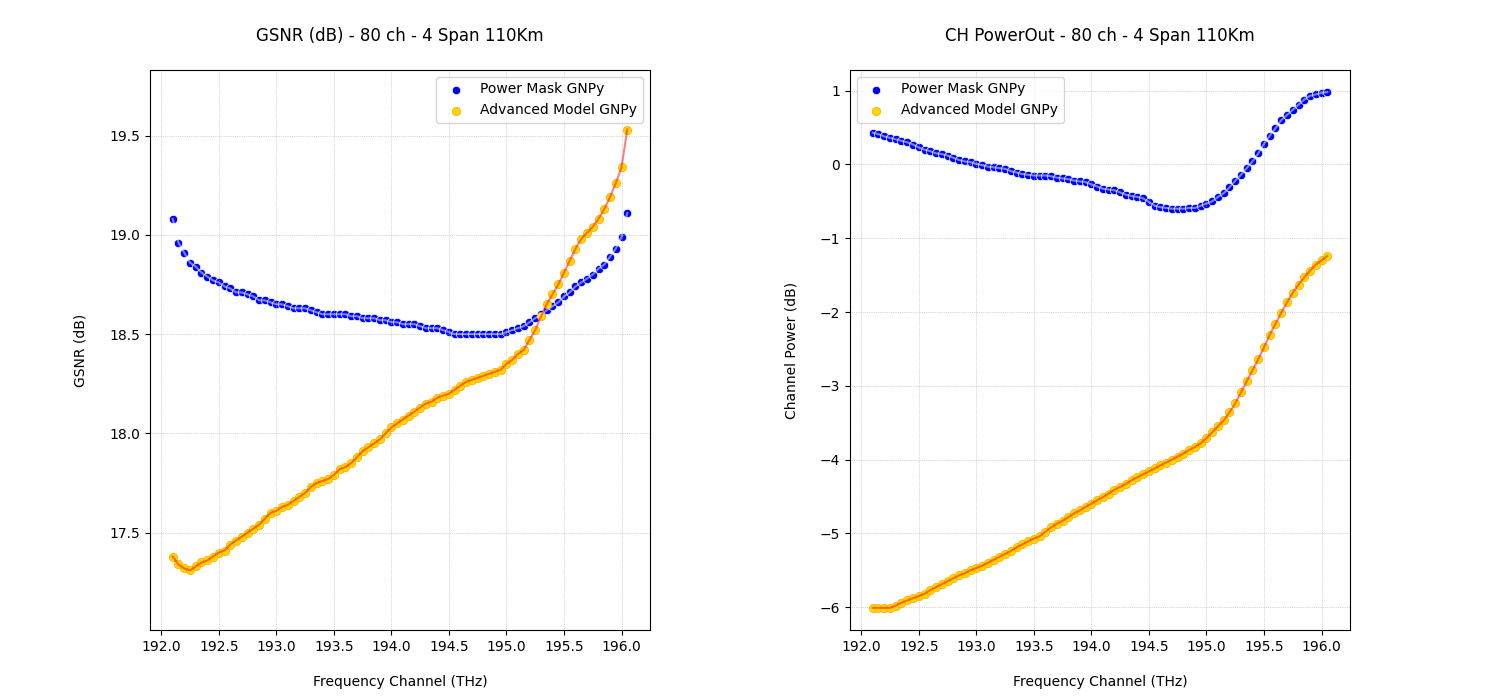 GSNR (dB) - 80 ch - 4 Span 110Km
Power Mask GNPy
Advanced Model GNPy
19.5
19.0
18.5
18.0
17.5
GSNR (dB)
192.0 192.5 193.0 193.5 194.0 194.5 195.0 195.5 196.0
Frequency Channel (THz)
CH PowerOut - 80 ch - 4 Span 110Km
Power Mask GNPy
Advanced Model GNPy
1
0
−1
−2
−3
−4
−5
−6
Channel Power (dB)
192.0 192.5 193.0 193.5 194.0 194.5 195.0 195.5 196.0
Frequency Channel (THz)